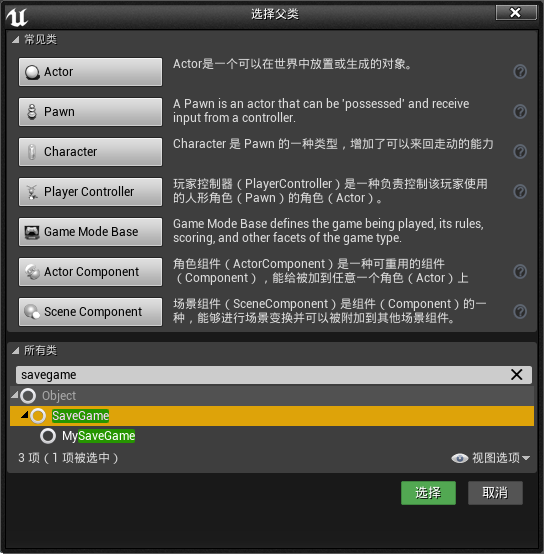 选择父类
常见类
Actor
Actor是一个可以在世界中放置或生成的对象。
Pawn
A Pawn is an actor that can be 'possessed' and receive
input from a controller.
Character
Character 是 Pawn 的一种类型，增加了可以来回走动的能力
Player Controller
玩家控制器（PlayerController）是一种负责控制该玩家使用
的人形角色（Pawn）的角色（Actor）。
Game Mode Base
Game Mode Base defines the game being played, its rules,
scoring, and other facets of the game type.
Actor Component
角色组件（ActorComponent）是一种可重用的组件
（Component），能给被加到任意一个角色（Actor）上
Scene Component
场景组件（SceneComponent）是组件（Component）的一
种，能够进行场景变换并可以被附加到其他场景组件。
所有类
savegame
Object
SaveGame
MySaveGame
3 项（1 项被选中）
视图选项
选择
取消